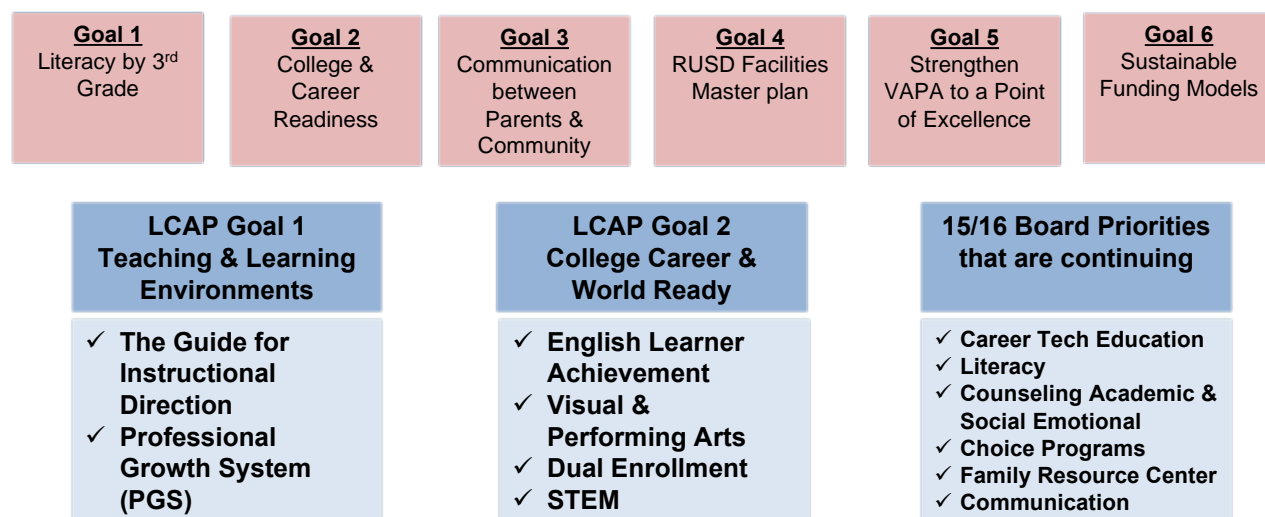 Goal 1
Literacy by 3rd
Grade
Goal 2
College &
Career
Readiness
Goal 3
Communication
between
Parents &
Community
Goal 4
RUSD Facilities
Master plan
Goal 5
Strengthen
VAPA to a Point
of Excellence
Goal 6
Sustainable
Funding Models
LCAP Goal 1
Teaching & Learning
Environments
✓ The Guide for
Instructional
Direction
✓ Professional
Growth System
(PGS)
LCAP Goal 2
College Career &
World Ready
✓ English Learner
Achievement
✓ Visual &
Performing Arts
✓ Dual Enrollment
✓ STEM
15/16 Board Priorities
that are continuing
✓ Career Tech Education
✓ Literacy
✓ Counseling Academic &
Social Emotional
✓ Choice Programs
✓ Family Resource Center
✓ Communication